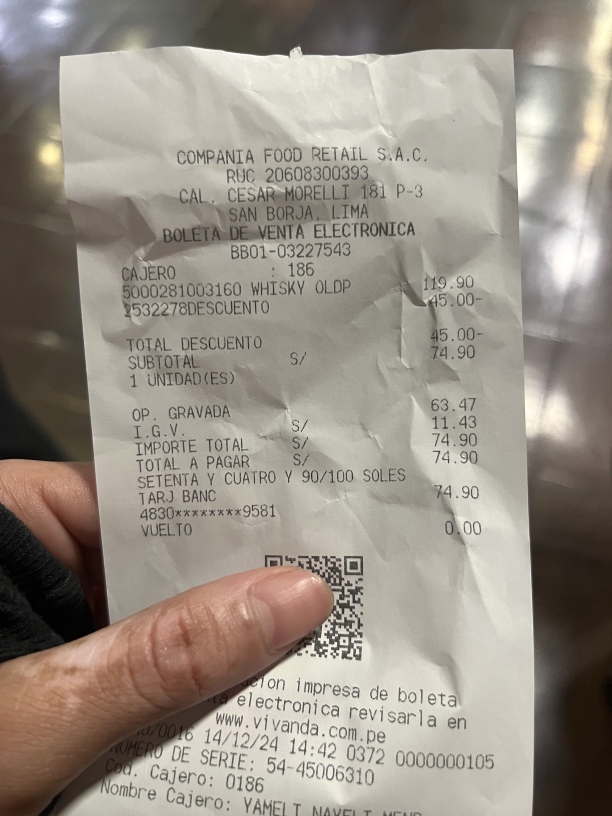 COMPANIA FOOD RETAIL S.A.C.
RUC 20608300393
CAL. CESAR MORELLI 181 P-3
SAN BORJA, LIMA
BOLETA DE VENTA ELECTRONICA
BB01-03227543
CAJERO : 186
5000281003160 WHISKY OLDP 119.90
2532278DESCUENTO 45.00-
TOTAL DESCUENTO 45.00-
SUBTOTAL S/ 74.90
1 UNIDAD(ES)
OP. GRAVADA 63.47
I.G.V. S/ 11.43
IMPORTE TOTAL S/ 74.90
TOTAL A PAGAR S/ 74.90
SETENTA Y CUATRO Y 90/100 SOLES
TARJ BANC 74.90
4830********9581
VUELTO 0.00
impresa de boleta
electronica revisarla en
www.vivanda.com.pe
14/12/24 14:42 0372 0000000105
NUMERO DE SERIE: 54-45006310
Cod. Cajero: 0186
Nombre Cajero: YAMELI NAYELI